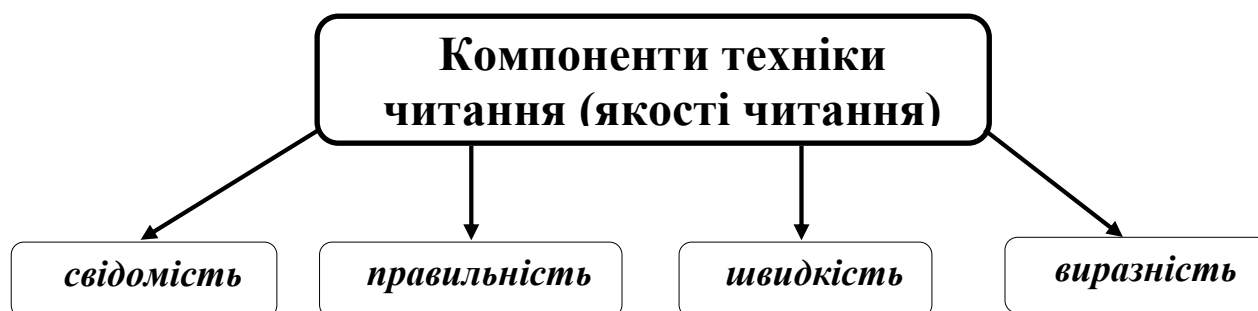 Компоненти техніки
читання (якості читання)
свідомість
правильність
швидкість
виразність